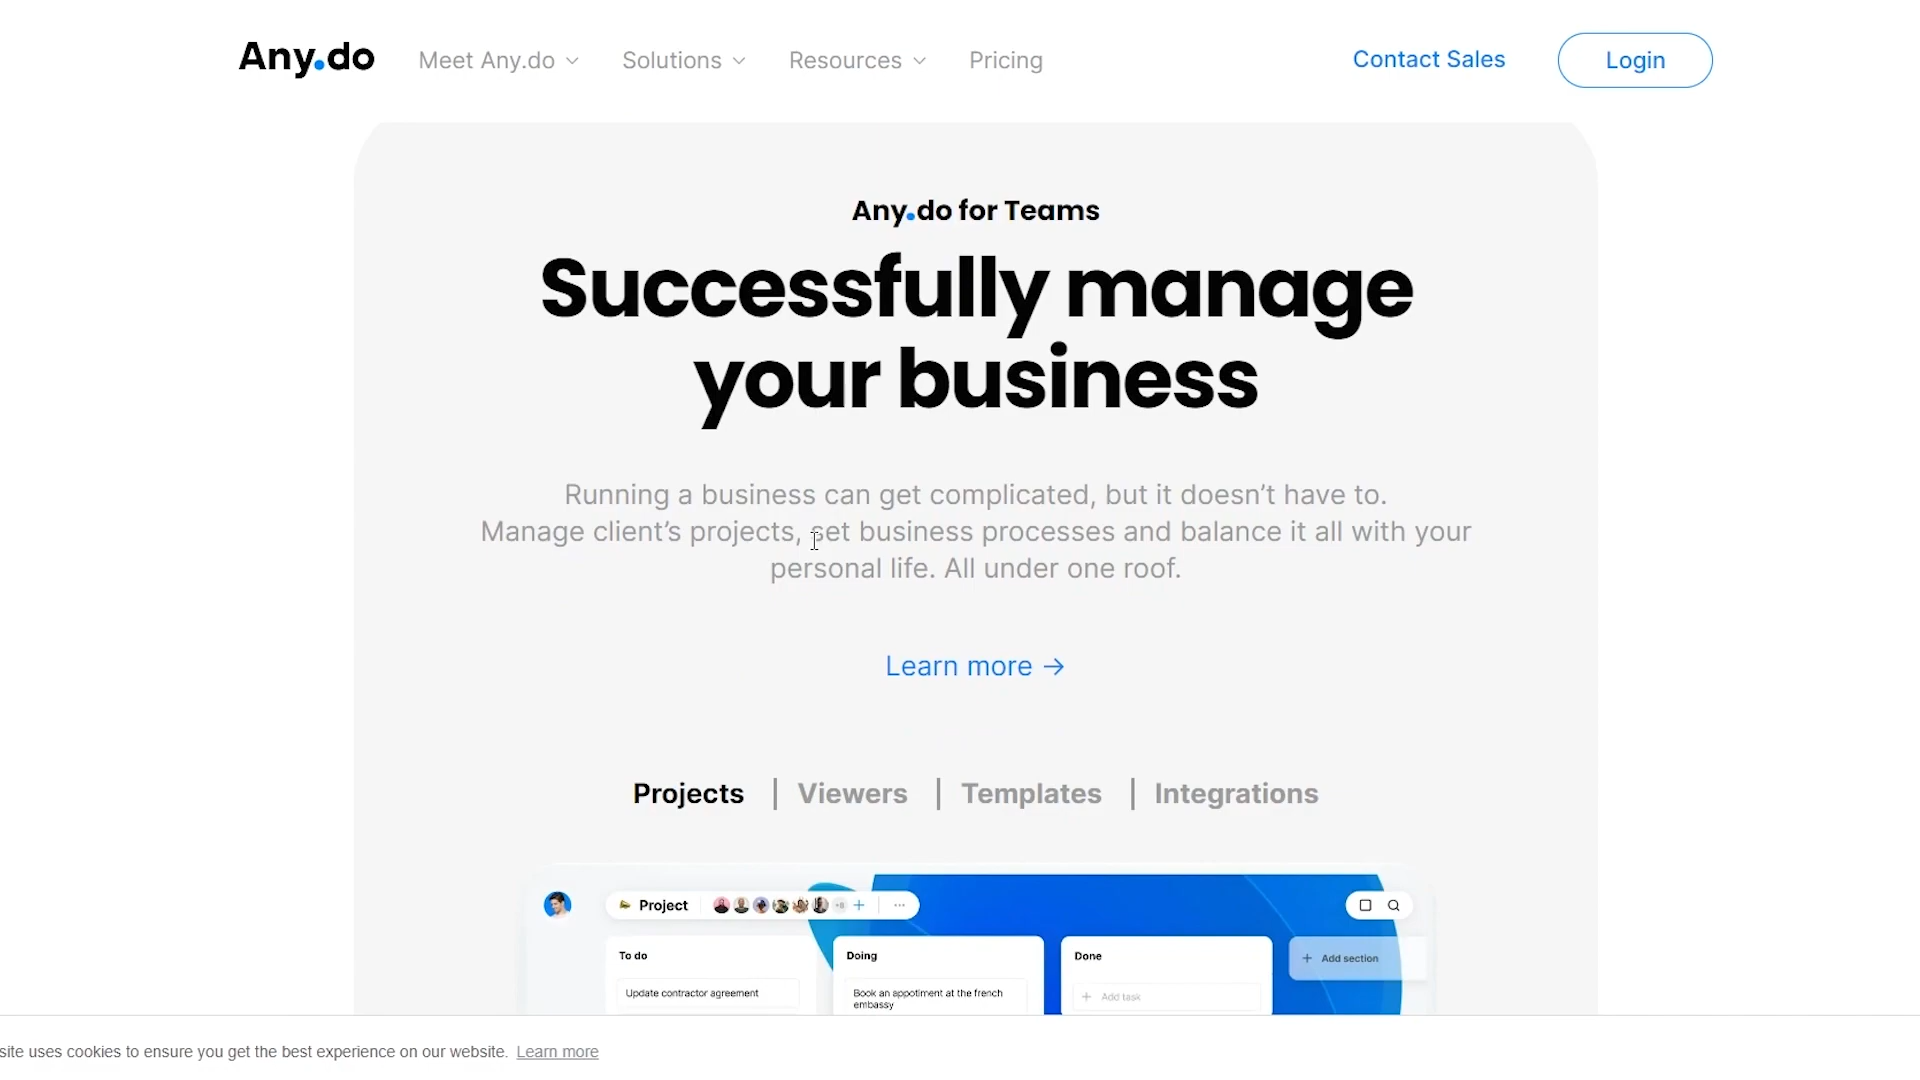 Any.do
Meet Any.do
Solutions
Resources
Pricing
Contact Sales
Login
Any.do for Teams
Successfully manage
your business
Running a business can get complicated, but it doesn’t have to.
Manage client’s projects, set business processes and balance it all with your
personal life. All under one roof.
Learn more →
Projects | Viewers | Templates | Integrations
Project
+8 +
To do
Doing
Done
+ Add section
Update contractor agreement
Book an appotiment at the french
embassy
+ Add task
site uses cookies to ensure you get the best experience on our website. Learn more